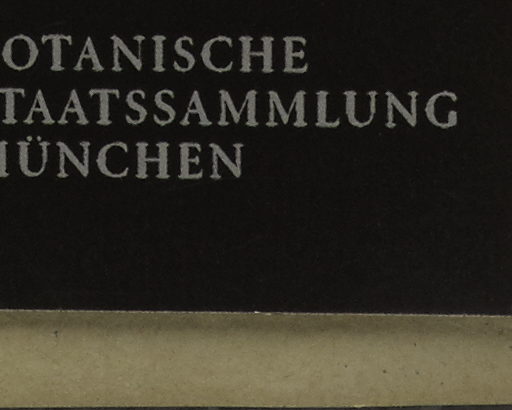 OTANISCHE
TAATSSAMMLUNG
ÜNCHEN